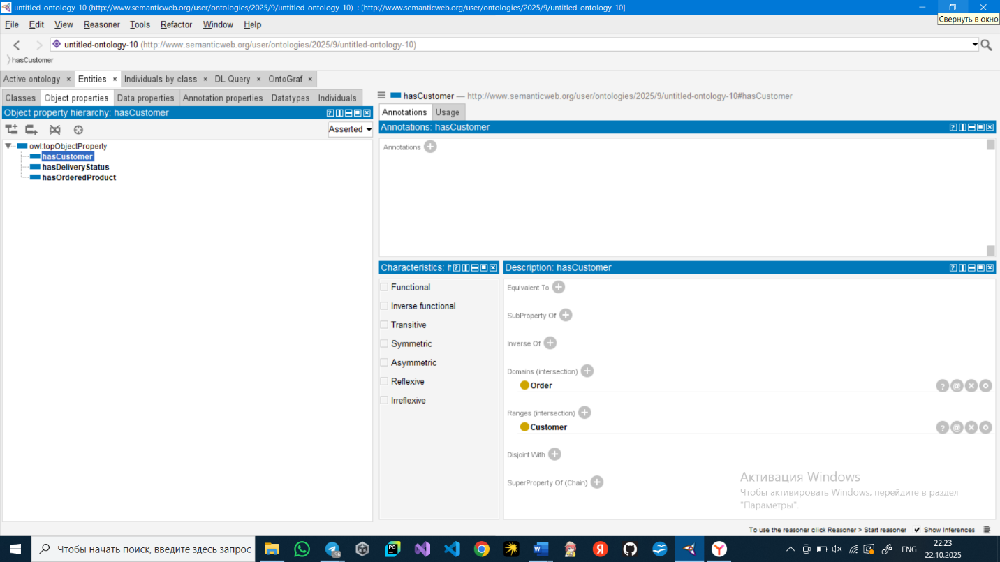 untitled-ontology-10 (http://www.semanticweb.org/user/ontologies/2025/9/untitled-ontology-10) : [http://www.semanticweb.org/user/ontologies/2025/9/untitled-ontology-10]
Свернуть в окно
File Edit View Reasoner Tools Refactor Window Help
untitled-ontology-10 (http://www.semanticweb.org/user/ontologies/2025/9/untitled-ontology-10)
hasCustomer
Active ontology × Entities × Individuals by class × DL Query × OntoGraf ×
Classes Object properties Data properties Annotation properties Datatypes Individuals
Object property hierarchy: hasCustomer
Asserted
owl:topObjectProperty
hasCustomer
hasDeliveryStatus
hasOrderedProduct
hasCustomer — http://www.semanticweb.org/user/ontologies/2025/9/untitled-ontology-10#hasCustomer
Annotations Usage
Annotations: hasCustomer
Annotations
Characteristics: h
Functional
Inverse functional
Transitive
Symmetric
Asymmetric
Reflexive
Irreflexive
Description: hasCustomer
Equivalent To
SubProperty Of
Inverse Of
Domains (intersection)
Order
Ranges (intersection)
Customer
Disjoint With
SuperProperty Of (Chain)
Активация Windows
Чтобы активировать Windows, перейдите в раздел
"Параметры".
To use the reasoner click Reasoner > Start reasoner Show Inferences
Чтобы начать поиск, введите здесь запрос
96
PC
W
Я
Y
ENG
22:23
22.10.2025